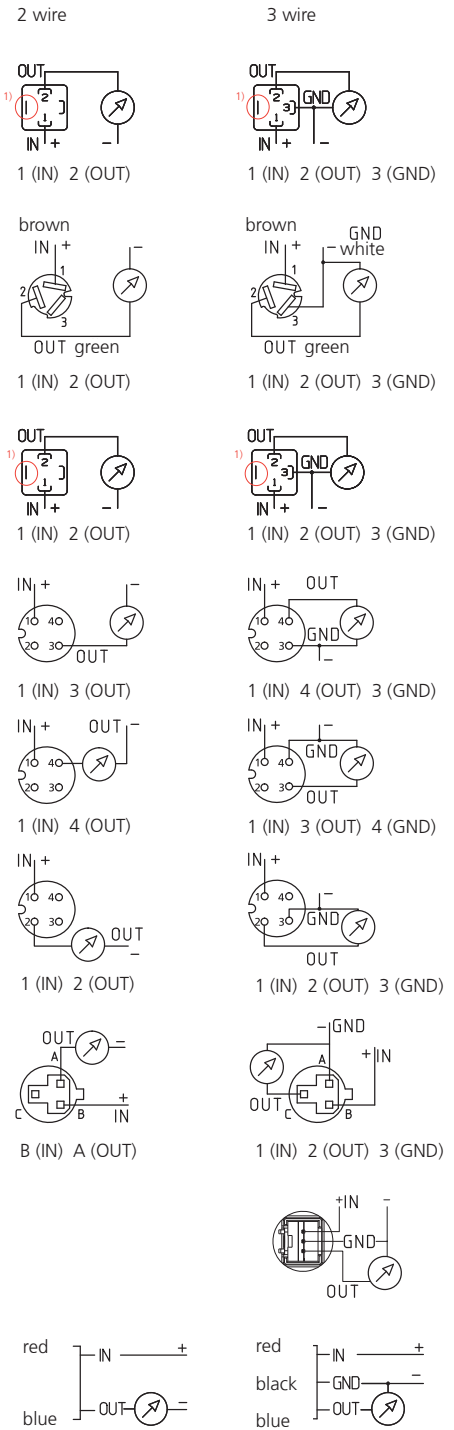 2 wire 3 wire
OUT OUT
1) 2 1) 2 3 GND
1 1
IN + − IN + −
1 (IN) 2 (OUT) 1 (IN) 2 (OUT) 3 (GND)
brown brown GND
IN + − IN + − white
1 1
2 2
3 3
OUT green OUT green
1 (IN) 2 (OUT) 1 (IN) 2 (OUT) 3 (GND)
OUT OUT
1) 2 1) 2 3 GND
1 1
IN + − IN + −
1 (IN) 2 (OUT) 1 (IN) 2 (OUT) 3 (GND)
IN + − IN + OUT
1 4 1 4
2 3 2 3 GND
OUT −
1 (IN) 3 (OUT) 1 (IN) 4 (OUT) 3 (GND)
IN + OUT − IN + −
1 4 1 4 GND
2 3 2 3
OUT
1 (IN) 4 (OUT) 1 (IN) 3 (OUT) 4 (GND)
IN + IN +
1 4 1 4 −
2 3 2 3 GND
OUT
− OUT
1 (IN) 2 (OUT) 1 (IN) 2 (OUT) 3 (GND)
OUT − − GND
A A + IN
C B + OUT C B
IN
B (IN) A (OUT) 1 (IN) 2 (OUT) 3 (GND)
+IN −
GND
OUT
red IN + red IN +
black GND −
blue OUT − blue OUT